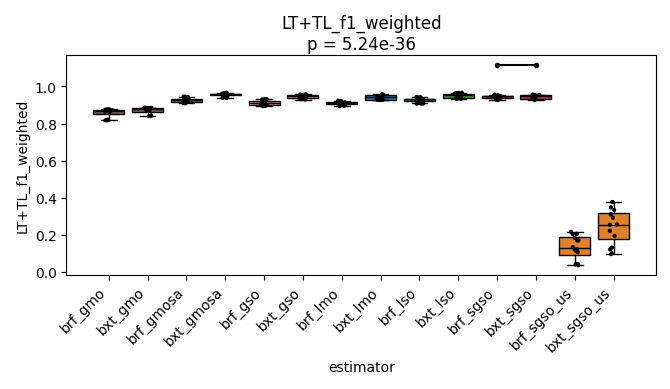 LT+TL_f1_weighted
p = 5.24e-36
LT+TL_f1_weighted
1.0
0.8
0.6
0.4
0.2
0.0
brf_gmo
bxt_gmo
brf_gmosa
bxt_gmosa
brf_gso
bxt_gso
brf_lmo
bxt_lmo
brf_lso
bxt_lso
brf_sgso
bxt_sgso
brf_sgso_us
bxt_sgso_us
estimator